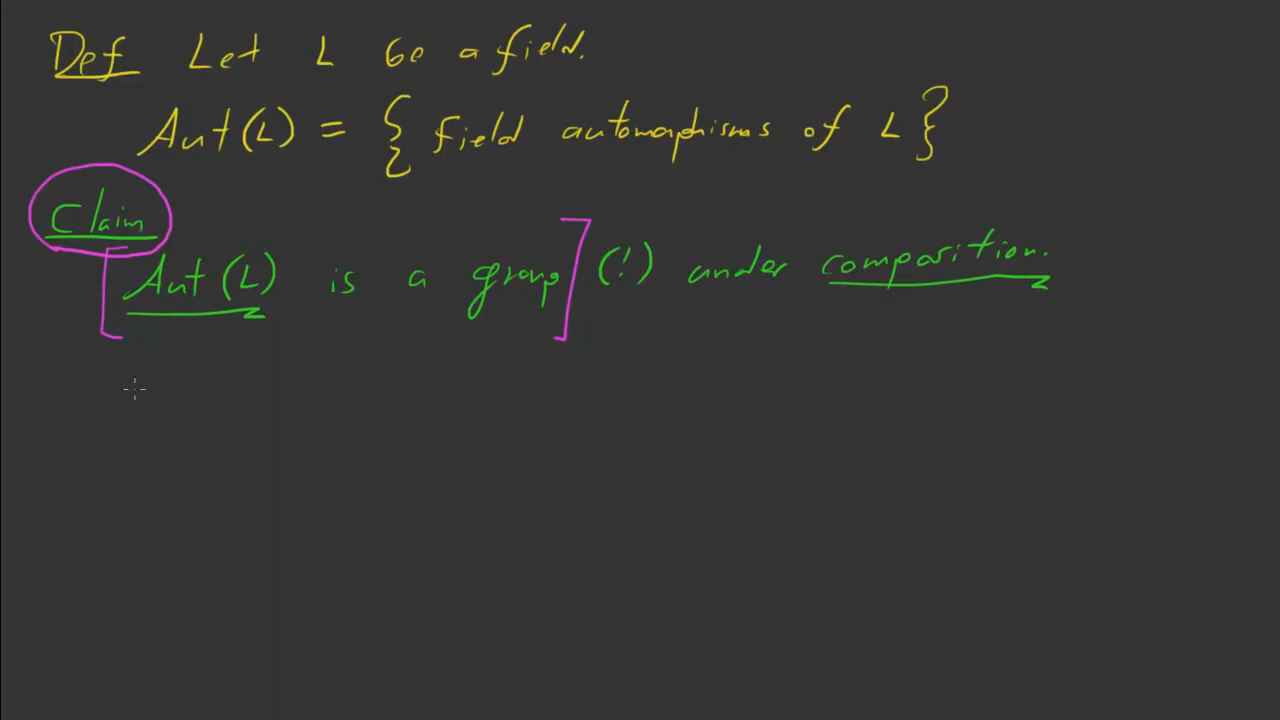 Def Let L be a field.
Aut(L) = { field automorphisms of L }
Claim
Aut(L) is a group (!) under composition.